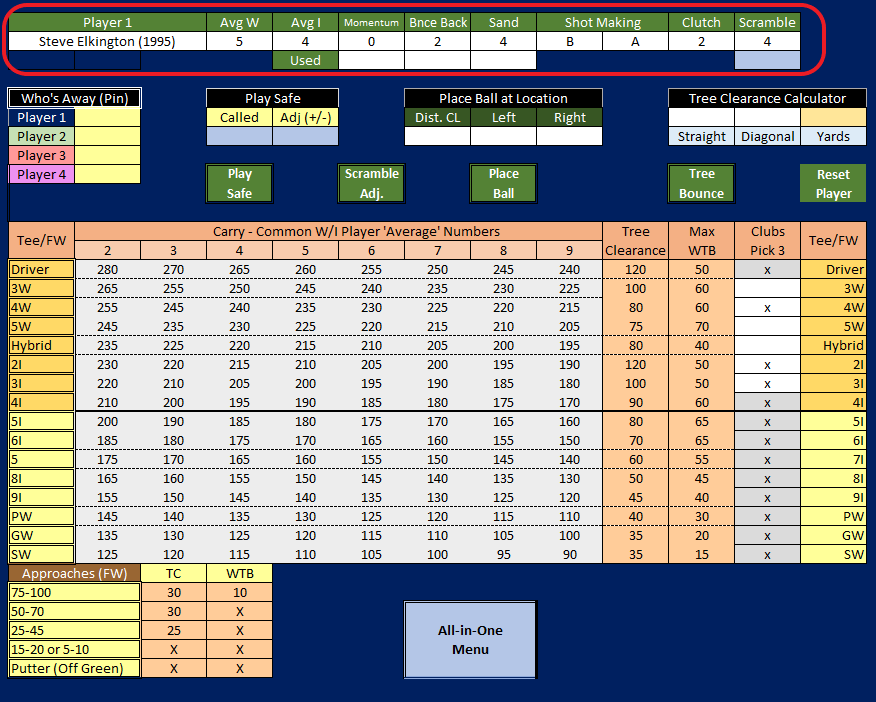 Player 1 Avg W Avg I Momentum Bnce Back Sand Shot Making Clutch Scramble
Steve Elkington (1995) 5 4 0 2 4 B A 2 4
Used
Who's Away (Pin) Play Safe Place Ball at Location Tree Clearance Calculator
Player 1 Called Adj (+/-) Dist. CL Left Right
Player 2 Straight Diagonal Yards
Player 3
Player 4
Play Safe
Scramble Adj.
Place Ball
Tree Bounce
Reset Player
Tee/FW Carry - Common W/I Player 'Average' Numbers Tree Clearance Max WTB Clubs Pick 3 Tee/FW
2 3 4 5 6 7 8 9
Driver 280 270 265 260 255 250 245 240 120 50 x Driver
3W 265 255 250 245 240 235 230 225 100 60 3W
4W 255 245 240 235 230 225 220 215 80 60 x 4W
5W 245 235 230 225 220 215 210 205 75 70 5W
Hybrid 235 225 220 215 210 205 200 195 80 40 Hybrid
2I 230 220 215 210 205 200 195 190 120 50 x 2I
3I 220 210 205 200 195 190 185 180 100 50 x 3I
4I 210 200 195 190 185 180 175 170 90 60 x 4I
5I 200 190 185 180 175 170 165 160 80 65 x 5I
6I 185 180 175 170 165 160 155 150 70 65 x 6I
5 175 170 165 160 155 150 145 140 60 55 x 7I
8I 165 160 155 150 145 140 135 130 50 45 x 8I
9I 155 150 145 140 135 130 125 120 45 40 x 9I
PW 145 140 135 130 125 120 115 110 40 30 x PW
GW 135 130 125 120 115 110 105 100 35 20 x GW
SW 125 120 115 110 105 100 95 90 35 15 x SW
Approaches (FW) TC WTB
75-100 30 10
50-70 30 X
25-45 25 X
15-20 or 5-10 X X
Putter (Off Green) X X
All-in-One
Menu